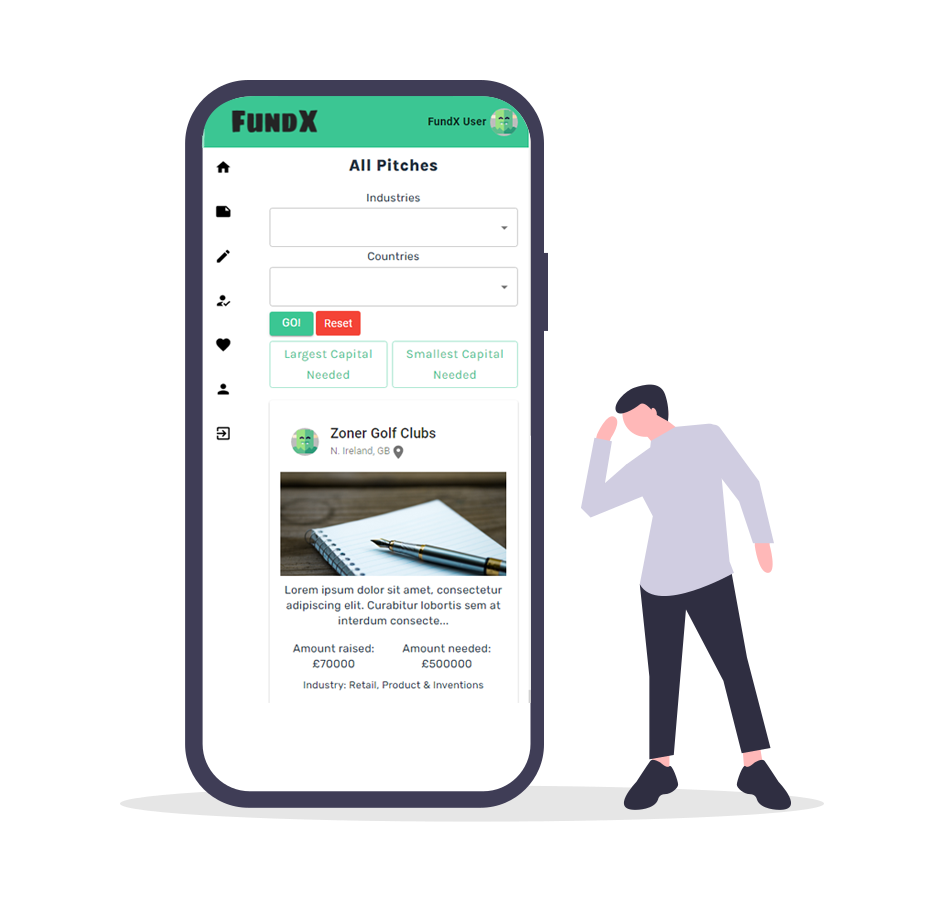 FUNDX
FundX User
All Pitches
Industries
Countries
GO!
Reset
Largest Capital
Needed
Smallest Capital
Needed
Zoner Golf Clubs
N. Ireland, GB
Lorem ipsum dolor sit amet, consectetur
adipiscing elit. Curabitur lobortis sem at
interdum consecte...
Amount raised:
£70000
Amount needed:
£500000
Industry: Retail, Product & Inventions